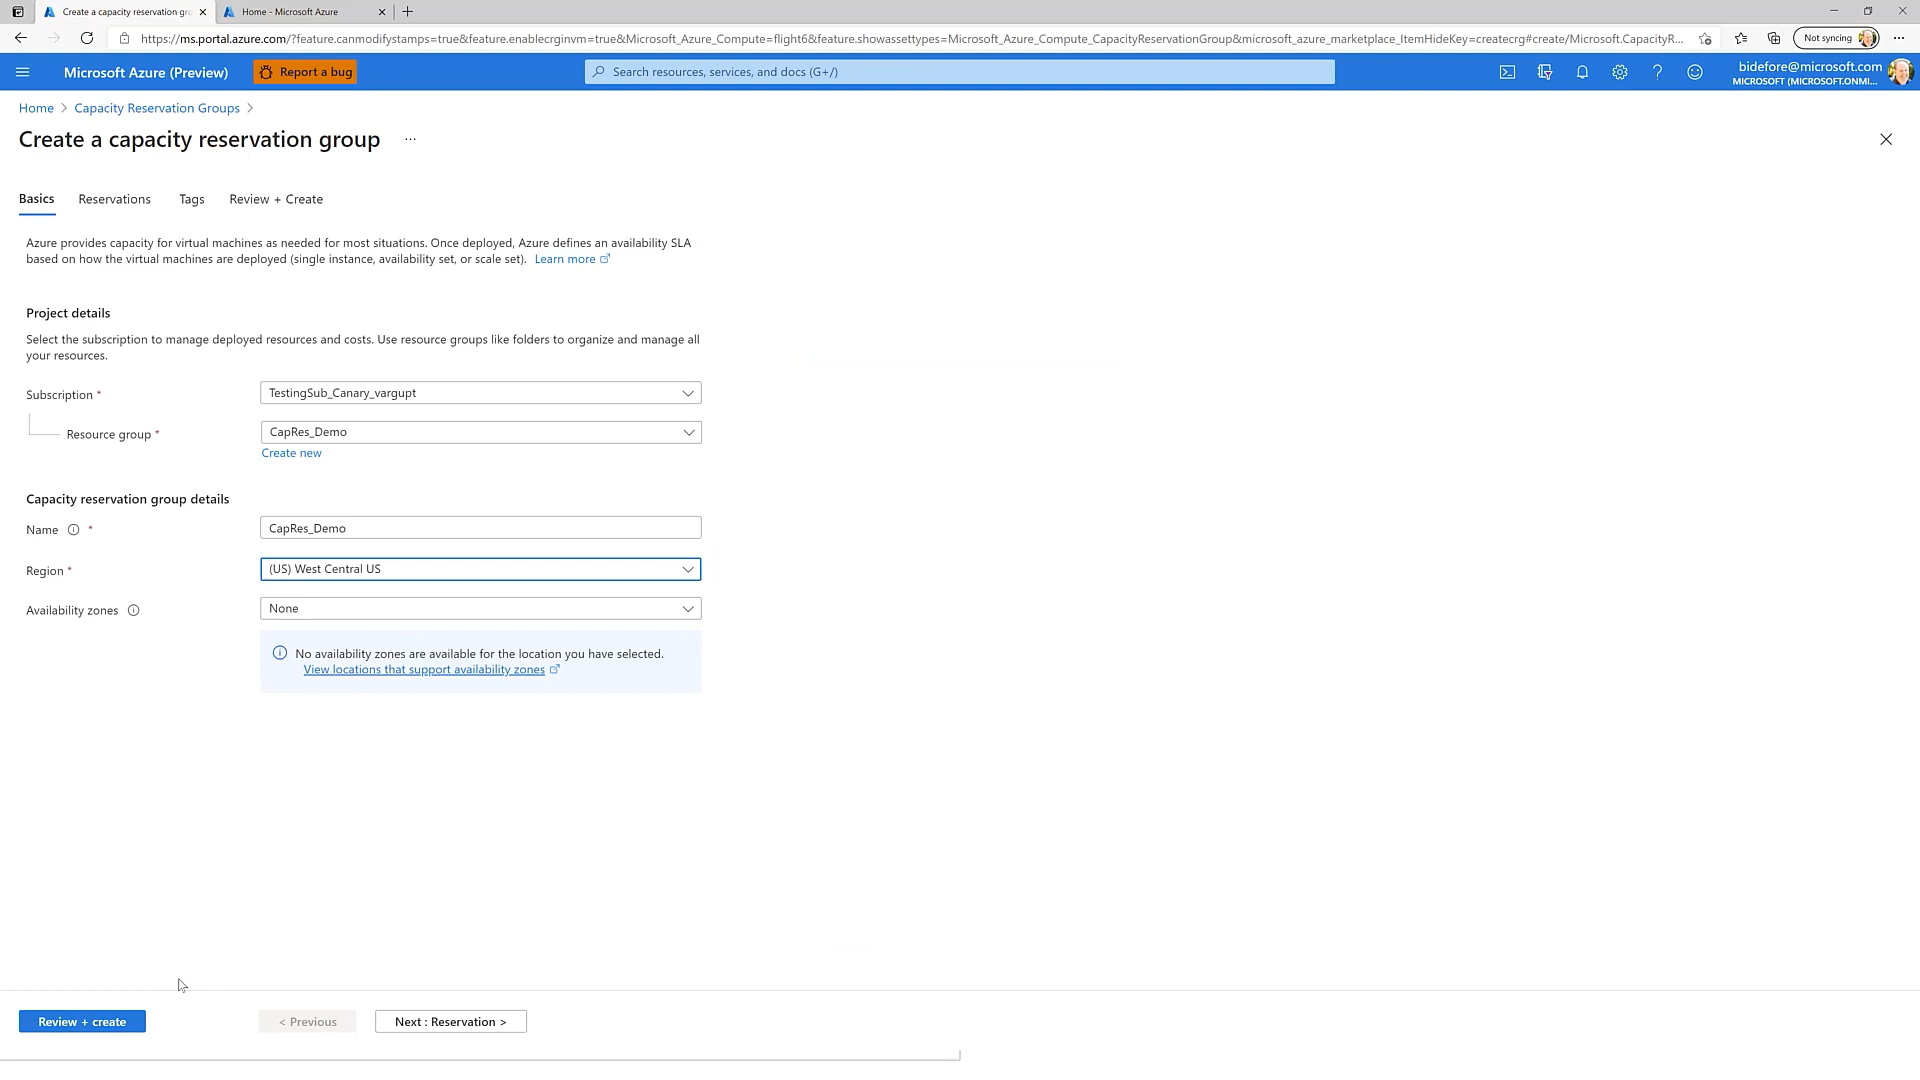 Create a capacity reservation gro
Home - Microsoft Azure
https://ms.portal.azure.com/?feature.canmodifystamps=true&feature.enablecrginvm=true&Microsoft_Azure_Compute=flight6&feature.showassettypes=Microsoft_Azure_Compute_CapacityReservationGroup&microsoft_azure_marketplace_ItemHideKey=createcrg#create/Microsoft.CapacityR...
Not syncing
Microsoft Azure (Preview)
Report a bug
Search resources, services, and docs (G+/)
bidefore@microsoft.com
MICROSOFT (MICROSOFT.ONMI...
Home > Capacity Reservation Groups >
Create a capacity reservation group ...
Basics Reservations Tags Review + Create
Azure provides capacity for virtual machines as needed for most situations. Once deployed, Azure defines an availability SLA
based on how the virtual machines are deployed (single instance, availability set, or scale set). Learn more
Project details
Select the subscription to manage deployed resources and costs. Use resource groups like folders to organize and manage all
your resources.
Subscription * TestingSub_Canary_vargupt
Resource group * CapRes_Demo
Create new
Capacity reservation group details
Name * CapRes_Demo
Region * (US) West Central US
Availability zones None
No availability zones are available for the location you have selected.
View locations that support availability zones
Review + create < Previous Next : Reservation >